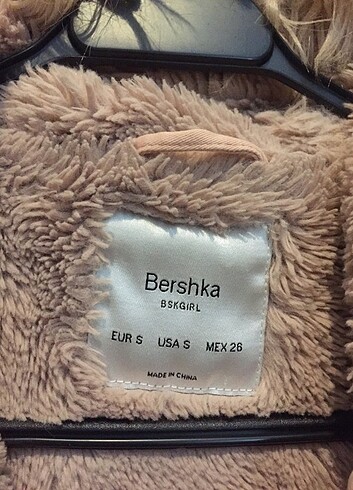 Bershka
BSKGIRL
EUR S USA S MEX 26
MADE IN CHINA